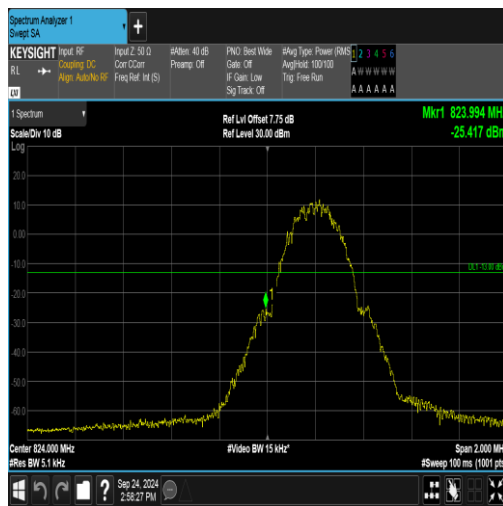 Spectrum Analyzer 1
Swept SA
KEYSIGHT
RL
Input: RF
Coupling: DC
Align: Auto/No RF
Input Z: 50 Ω
Corr CCorr
Freq Ref: Int (S)
#Atten: 40 dB
Preamp: Off
PNO: Best Wide
Gate: Off
IF Gain: Low
Sig Track: Off
#Avg Type: Power (RMS
Avg|Hold: 100/100
Trig: Free Run
1 2 3 4 5 6
A W W W W W
A A A A A A
1 Spectrum
Scale/Div 10 dB
Log
Ref Lvl Offset 7.75 dB
Ref Level 30.00 dBm
Mkr1 823.994 MH
-25.417 dBm
20.0
10.0
0.00
-10.0
-20.0
-30.0
-40.0
-50.0
-60.0
DL1 -13.00 dB
Center 824.000 MHz
#Res BW 5.1 kHz
#Video BW 15 kHz*
Span 2.000 MH
#Sweep 100 ms (1001 pts
Sep 24, 2024
2:58:27 PM